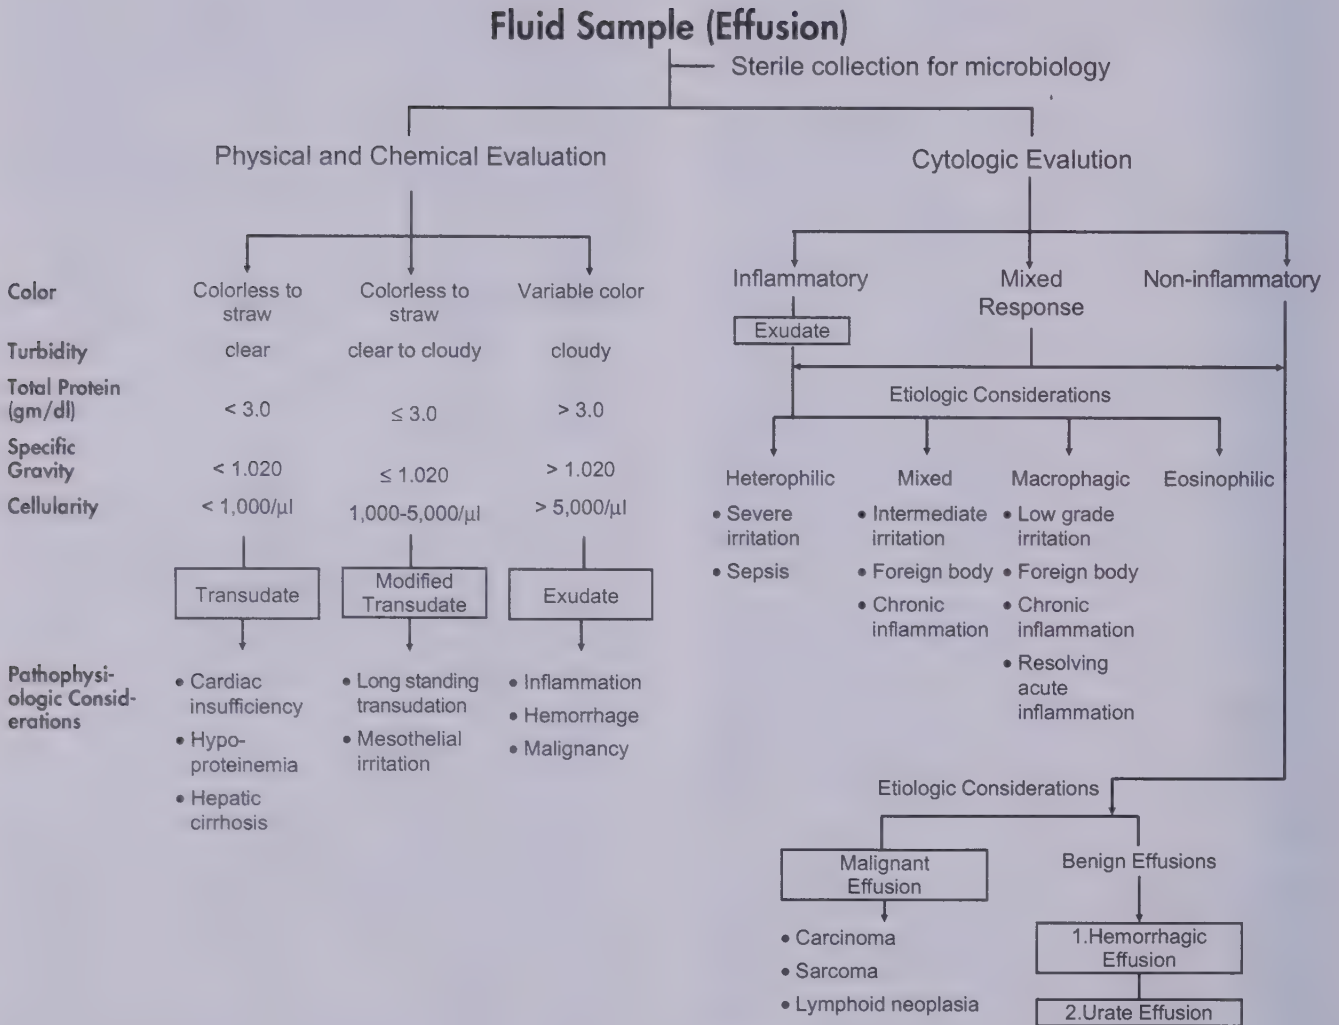 Fluid Sample (Effusion)
Sterile collection for microbiology
Physical and Chemical Evaluation
Color
Colorless to
straw
Colorless to
straw
Variable color
Turbidity
clear
clear to cloudy
cloudy
Total Protein
(gm/dl)
< 3.0
≤ 3.0
> 3.0
Specific
Gravity
< 1.020
≤ 1.020
> 1.020
Cellularity
< 1,000/µl
1,000-5,000/µl
> 5,000/µl
Transudate
Modified
Transudate
Exudate
Pathophysi-
ologic Consid-
erations
• Cardiac
insufficiency
• Hypo-
proteinemia
• Hepatic
cirrhosis
• Long standing
transudation
• Mesothelial
irritation
• Inflammation
• Hemorrhage
• Malignancy
Cytologic Evalution
Inflammatory
Exudate
Mixed
Response
Non-inflammatory
Etiologic Considerations
Heterophilic
• Severe
irritation
• Sepsis
Mixed
• Intermediate
irritation
• Foreign body
• Chronic
inflammation
Macrophagic
• Low grade
irritation
• Foreign body
• Chronic
inflammation
• Resolving
acute
inflammation
Eosinophilic
Etiologic Considerations
Malignant
Effusion
• Carcinoma
• Sarcoma
• Lymphoid neoplasia
Benign Effusions
1.Hemorrhagic
Effusion
2.Urate Effusion